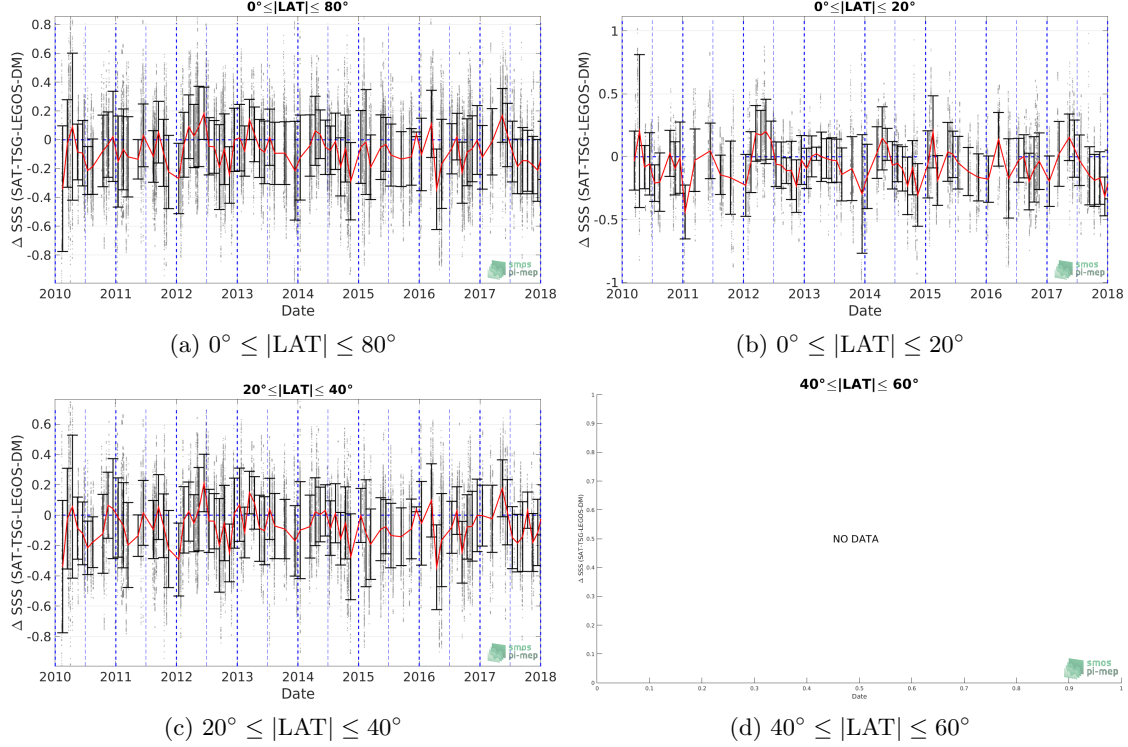 0°≤|LAT|≤ 80°
Δ SSS (SAT-TSG-LEGOS-DM)
0.8
0.6
0.4
0.2
0
-0.2
-0.4
-0.6
-0.8
2010 2011 2012 2013 2014 2015 2016 2017 2018
Date
smos
pi-mep
(a) 0° ≤ |LAT| ≤ 80°
0°≤|LAT|≤ 20°
Δ SSS (SAT-TSG-LEGOS-DM)
1
0.5
0
-0.5
-1
2010 2011 2012 2013 2014 2015 2016 2017 2018
Date
smos
pi-mep
(b) 0° ≤ |LAT| ≤ 20°
20°≤|LAT|≤ 40°
Δ SSS (SAT-TSG-LEGOS-DM)
0.6
0.4
0.2
0
-0.2
-0.4
-0.6
-0.8
2010 2011 2012 2013 2014 2015 2016 2017 2018
Date
smos
pi-mep
(c) 20° ≤ |LAT| ≤ 40°
40°≤|LAT|≤ 60°
Δ SSS (SAT-TSG-LEGOS-DM)
1
0.9
0.8
0.7
0.6
0.5
0.4
0.3
0.2
0.1
0
NO DATA
0 0.1 0.2 0.3 0.4 0.5 0.6 0.7 0.8 0.9 1
Date
smos
pi-mep
(d) 40° ≤ |LAT| ≤ 60°